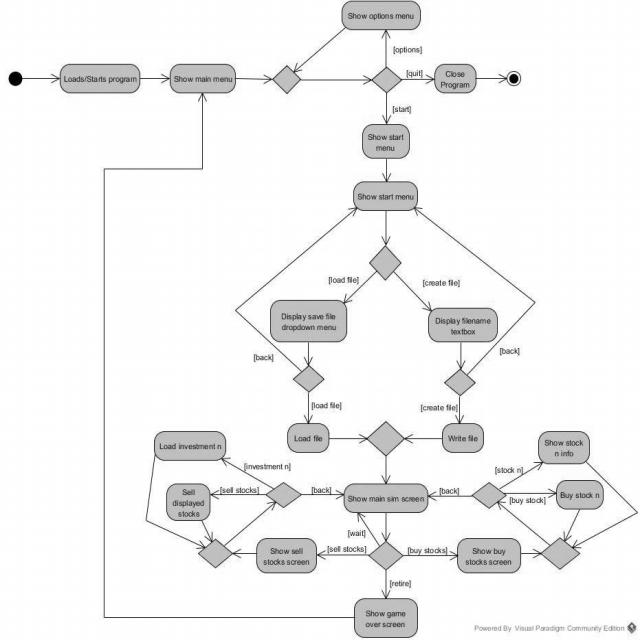 Show options menu
[options]
Loads/Starts program
Show main menu
[quit]
Close
Program
[start]
Show start
menu
Show start menu
[load file]
[create file]
Display save file
dropdown menu
Display filename
textbox
[back]
[back]
[load file]
[create file]
Load file
Write file
Load investment n
Show stock
n info
[investment n]
[stock n]
Sell
displayed
stocks
[sell stocks]
[back]
Show main sim screen
[back]
[buy stock]
Buy stock n
[wait]
Show sell
stocks screen
[sell stocks]
[buy stocks]
Show buy
stocks screen
[retire]
Show game
over screen
Powered By Visual Paradigm Community Edition